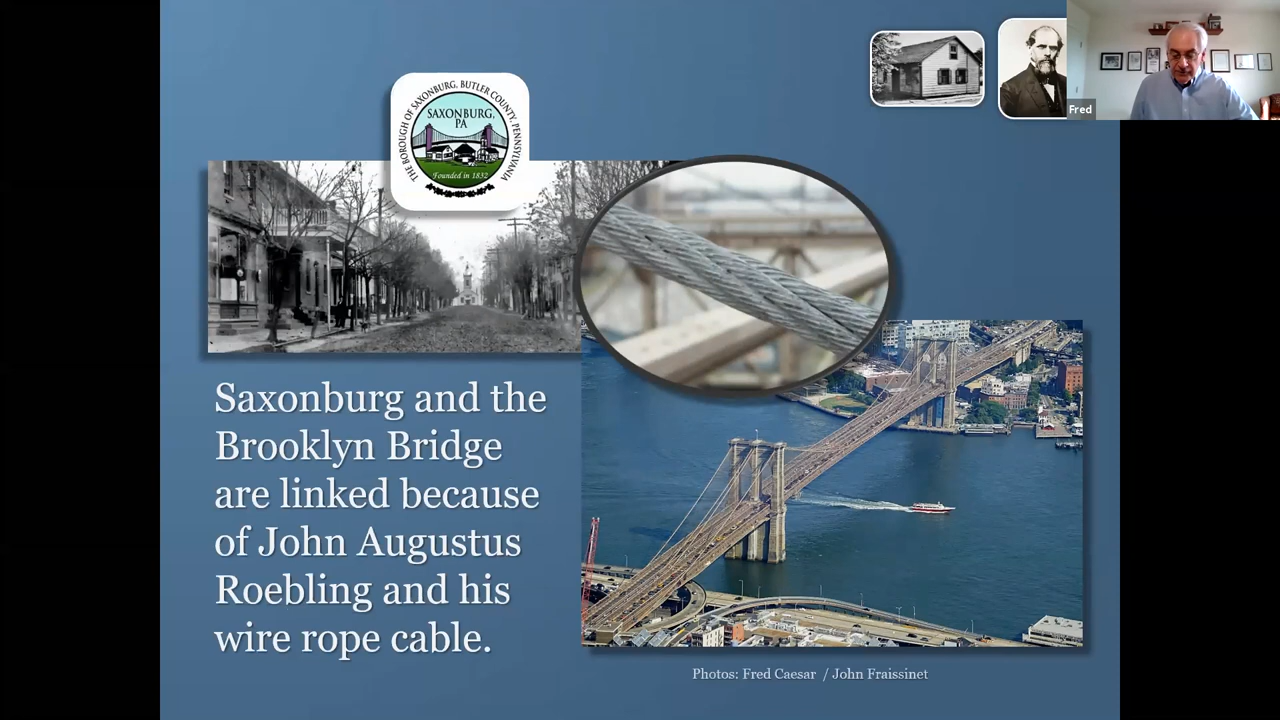 THE BOROUGH OF SAXONBURG, BUTLER COUNTY, PENNSYLVANIA
SAXONBURG,
PA
Founded in 1832
Fred
Saxonburg and the
Brooklyn Bridge
are linked because
of John Augustus
Roebling and his
wire rope cable.
Photos: Fred Caesar / John Fraissinet